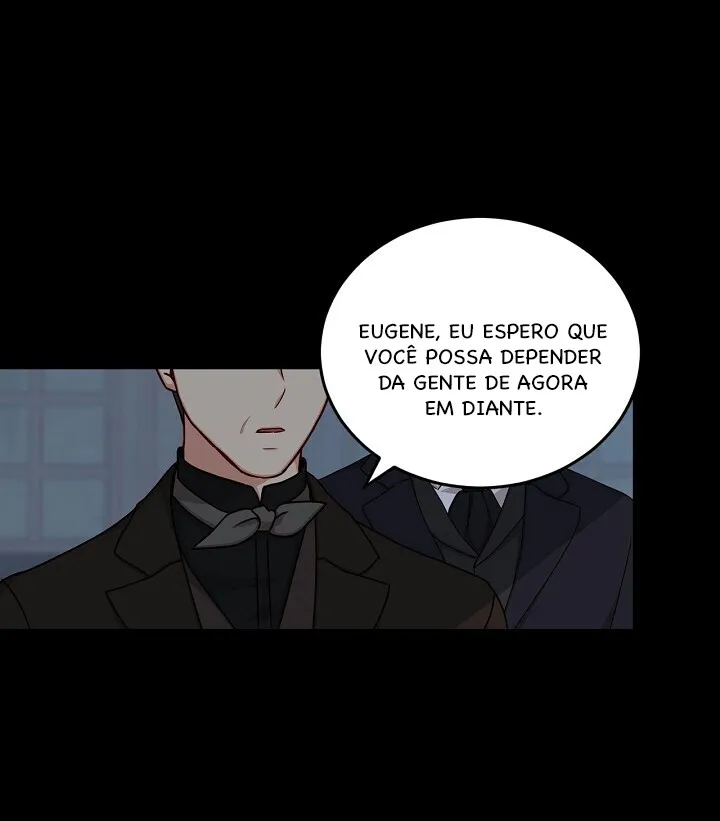 EUGENE, EU ESPERO QUE
VOCÊ POSSA DEPENDER
DA GENTE DE AGORA
EM DIANTE.